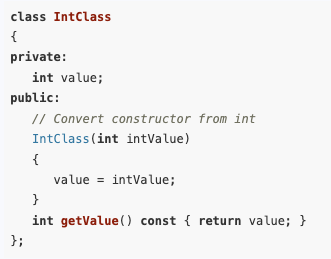 class IntClass
{
private:
   int value;
public:
   // Convert constructor from int
   IntClass(int intValue)
   {
      value = intValue;
   }
   int getValue() const { return value; }
};